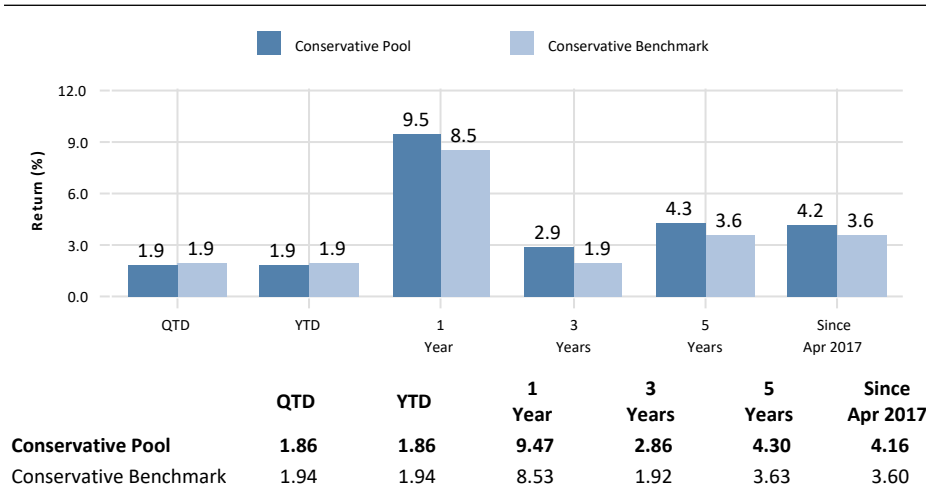 Conservative Pool Conservative Benchmark
12.0
9.0
6.0
3.0
0.0
Return (%)
1.9 1.9 1.9 1.9 9.5 8.5 2.9 1.9 4.3 3.6 4.2 3.6
QTD YTD 1 3 5 Since
Year Years Years Apr 2017
QTD YTD 1 3 5 Since
Year Years Years Apr 2017
Conservative Pool 1.86 1.86 9.47 2.86 4.30 4.16
Conservative Benchmark 1.94 1.94 8.53 1.92 3.63 3.60